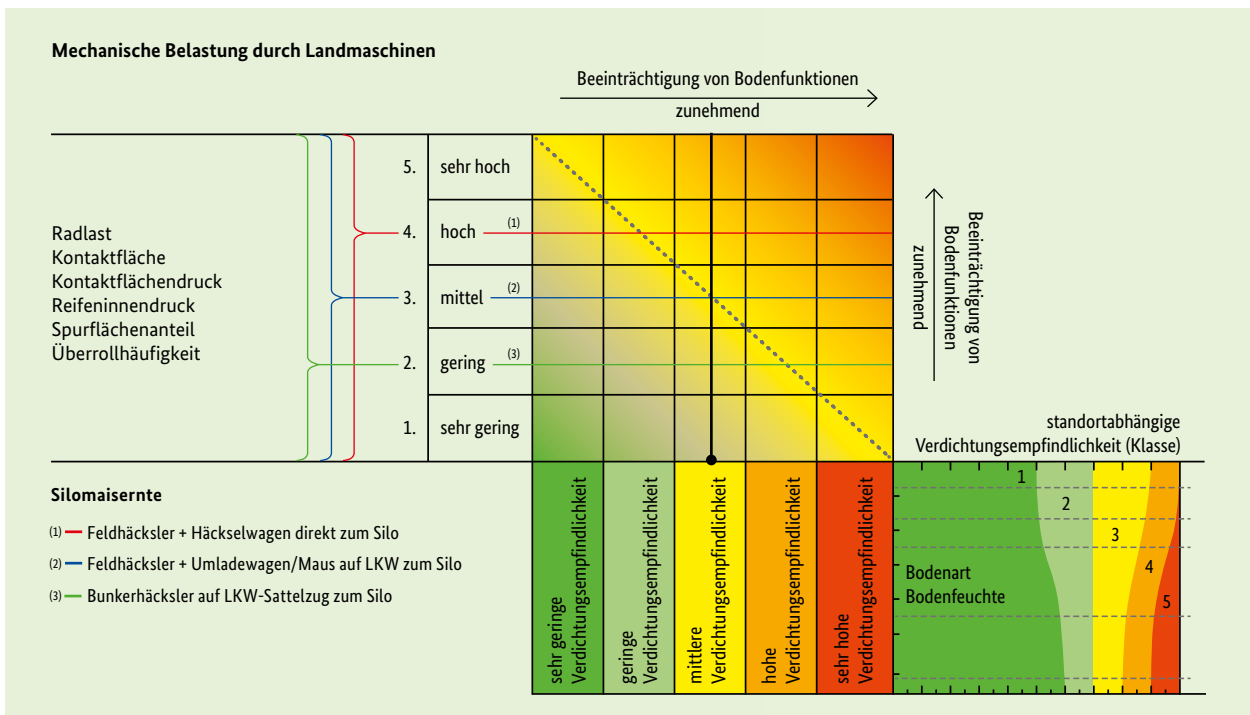 Mechanische Belastung durch Landmaschinen
Beeinträchtigung von Bodenfunktionen
zunehmend
Radlast
Kontaktfläche
Kontaktflächendruck
Reifeninnendruck
Spurflächenanteil
Überrollhäufigkeit
5. sehr hoch
4. hoch (1)
3. mittel (2)
2. gering (3)
1. sehr gering
Beeinträchtigung von
Bodenfunktionen
zunehmend
standortabhängige
Verdichtungsempfindlichkeit (Klasse)
Silomaisernte
(1) Feldhäcksler + Häckselwagen direkt zum Silo
(2) Feldhäcksler + Umladewagen/Maus auf LKW zum Silo
(3) Bunkerhäcksler auf LKW-Sattelzug zum Silo
sehr geringe
Verdichtungsempfindlichkeit
geringe
Verdichtungsempfindlichkeit
mittlere
Verdichtungsempfindlichkeit
hohe
Verdichtungsempfindlichkeit
sehr hohe
Verdichtungsempfindlichkeit
1
2
3
4
5
Bodenart
Bodenfeuchte